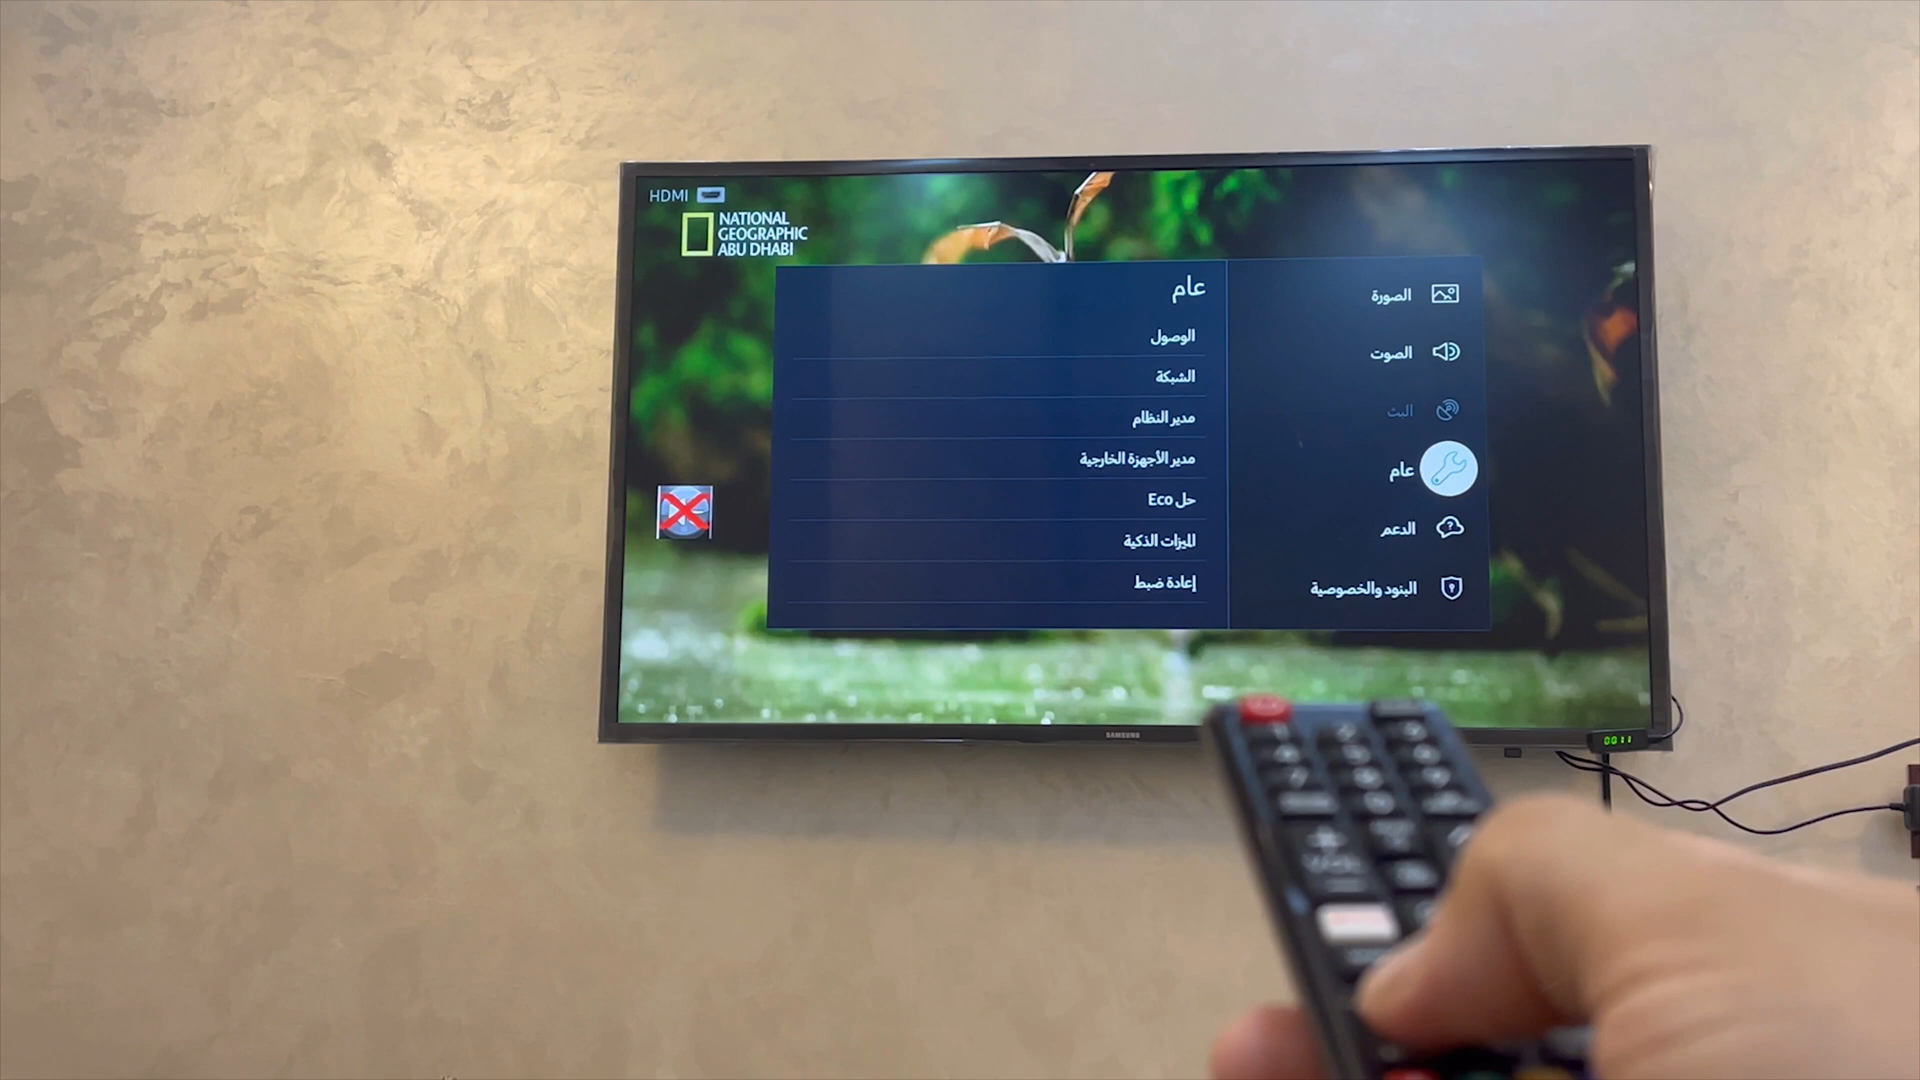 HDMI
NATIONAL
GEOGRAPHIC
ABU DHABI
الصورة
الصوت
البث
عام
الدعم
البنود والخصوصية
عام
الوصول
الشبكة
مدير النظام
مدير الأجهزة الخارجية
حل Eco
الميزات الذكية
إعادة ضبط
SAMSUNG
0011